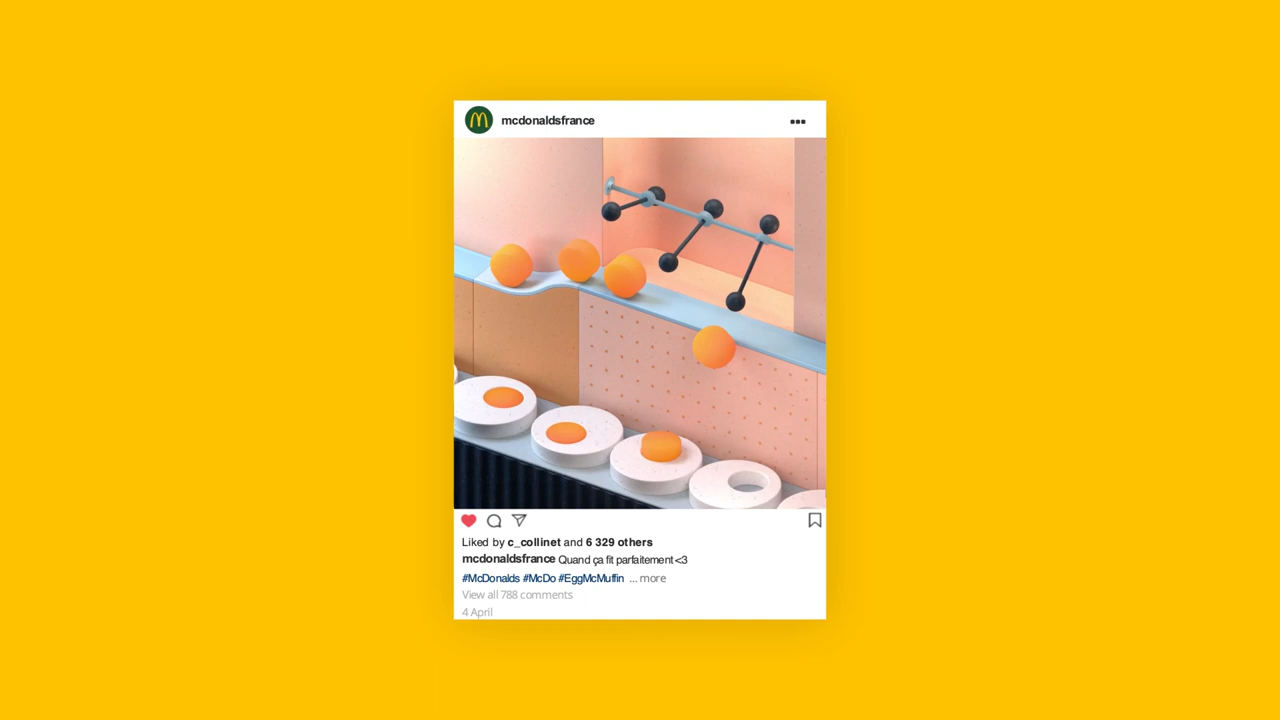 mcdonaldsfrance
Liked by c_collinet and 6 329 others
mcdonaldsfrance Quand ça fit parfaitement<3
#McDonalds #McDo #EggMcMuffin ... more
View all 788 comments
4 April